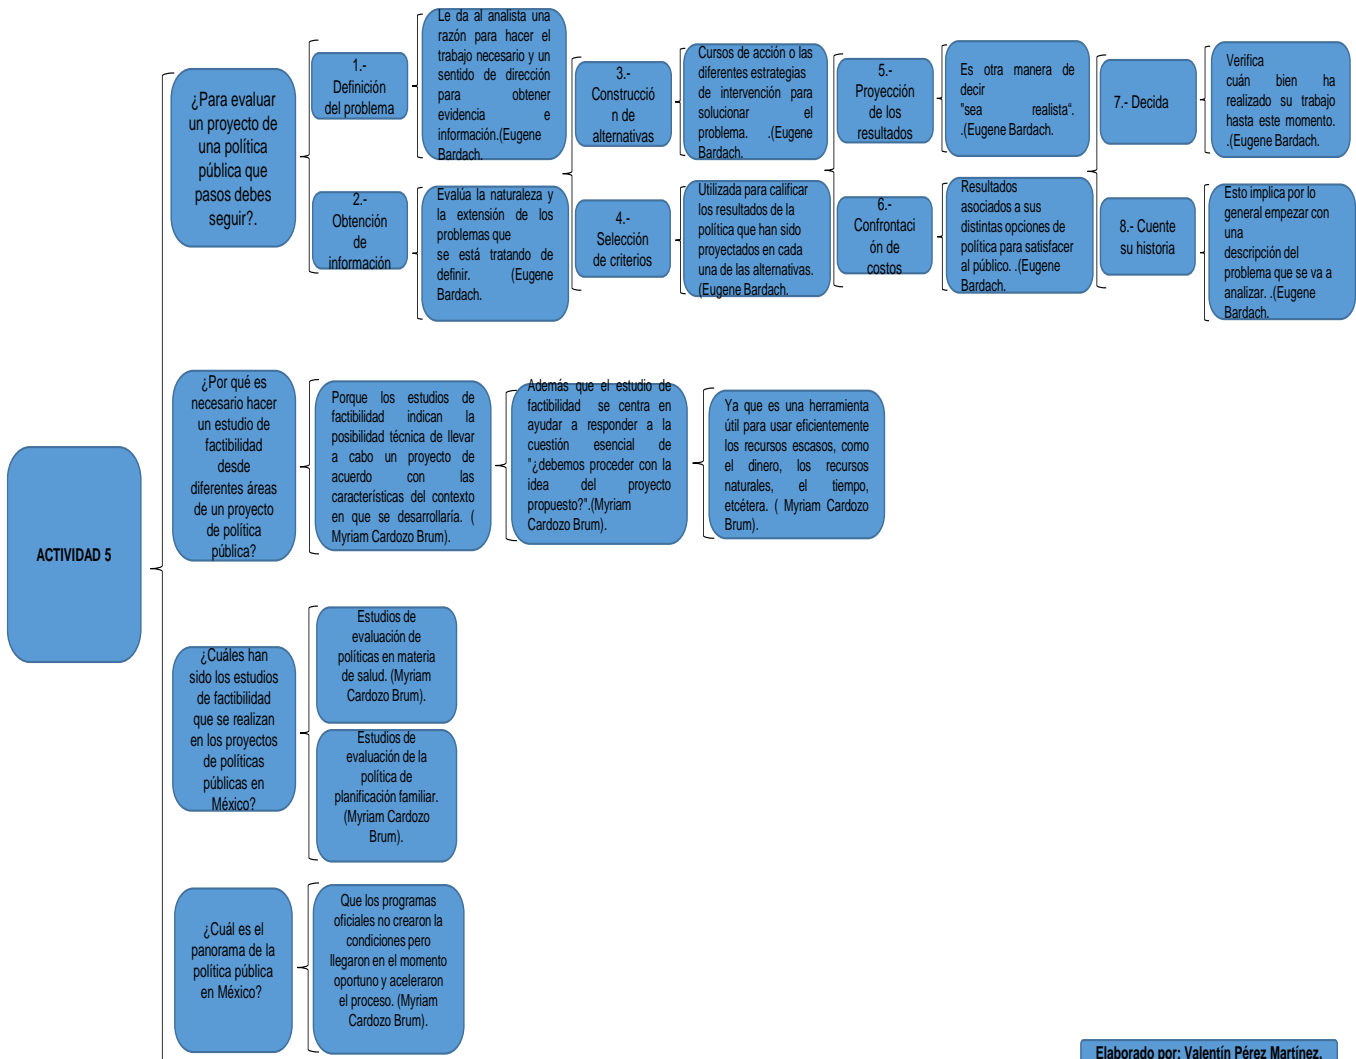 ACTIVIDAD 5
¿Para evaluar
un proyecto de
una política
pública que
pasos debes
seguir?.
1.-
Definición
del problema
Le da al analista una
razón para hacer el
trabajo necesario y un
sentido de dirección
para obtener
evidencia e
información.(Eugene
Bardach.
2.-
Obtención
de
información
Evalúa la naturaleza y
la extensión de los
problemas que
se está tratando de
definir. (Eugene
Bardach.
3.-
Construcció
n de
alternativas
Cursos de acción o las
diferentes estrategias
de intervención para
solucionar el
problema. .(Eugene
Bardach.
4.-
Selección
de criterios
Utilizada para calificar
los resultados de la
política que han sido
proyectados en cada
una de las alternativas.
(Eugene Bardach.
5.-
Proyección
de los
resultados
Es otra manera de
decir
"sea realista“.
.(Eugene Bardach.
6.-
Confrontaci
ón de
costos
Resultados
asociados a sus
distintas opciones de
política para satisfacer
al público. .(Eugene
Bardach.
7.- Decida
Verifica
cuán bien ha
realizado su trabajo
hasta este momento.
.(Eugene Bardach.
8.- Cuente
su historia
Esto implica por lo
general empezar con
una
descripción del
problema que se va a
analizar. .(Eugene
Bardach.
¿Por qué es
necesario hacer
un estudio de
factibilidad
desde
diferentes áreas
de un proyecto
de política
pública?
Porque los estudios de
factibilidad indican la
posibilidad técnica de llevar
a cabo un proyecto de
acuerdo con las
características del contexto
en que se desarrollaría. (
Myriam Cardozo Brum).
Además que el estudio de
factibilidad se centra en
ayudar a responder a la
cuestión esencial de
"¿debemos proceder con la
idea del proyecto
propuesto?".(Myriam
Cardozo Brum).
Ya que es una herramienta
útil para usar eficientemente
los recursos escasos, como
el dinero, los recursos
naturales, el tiempo,
etcétera. ( Myriam Cardozo
Brum).
¿Cuáles han
sido los estudios
de factibilidad
que se realizan
en los proyectos
de políticas
públicas en
México?
Estudios de
evaluación de
políticas en materia
de salud. (Myriam
Cardozo Brum).
Estudios de
evaluación de la
política de
planificación familiar.
(Myriam Cardozo
Brum).
¿Cuál es el
panorama de la
política pública
en México?
Que los programas
oficiales no crearon la
condiciones pero
llegaron en el momento
oportuno y aceleraron
el proceso. (Myriam
Cardozo Brum).
Elaborado por: Valentín Pérez Martínez.